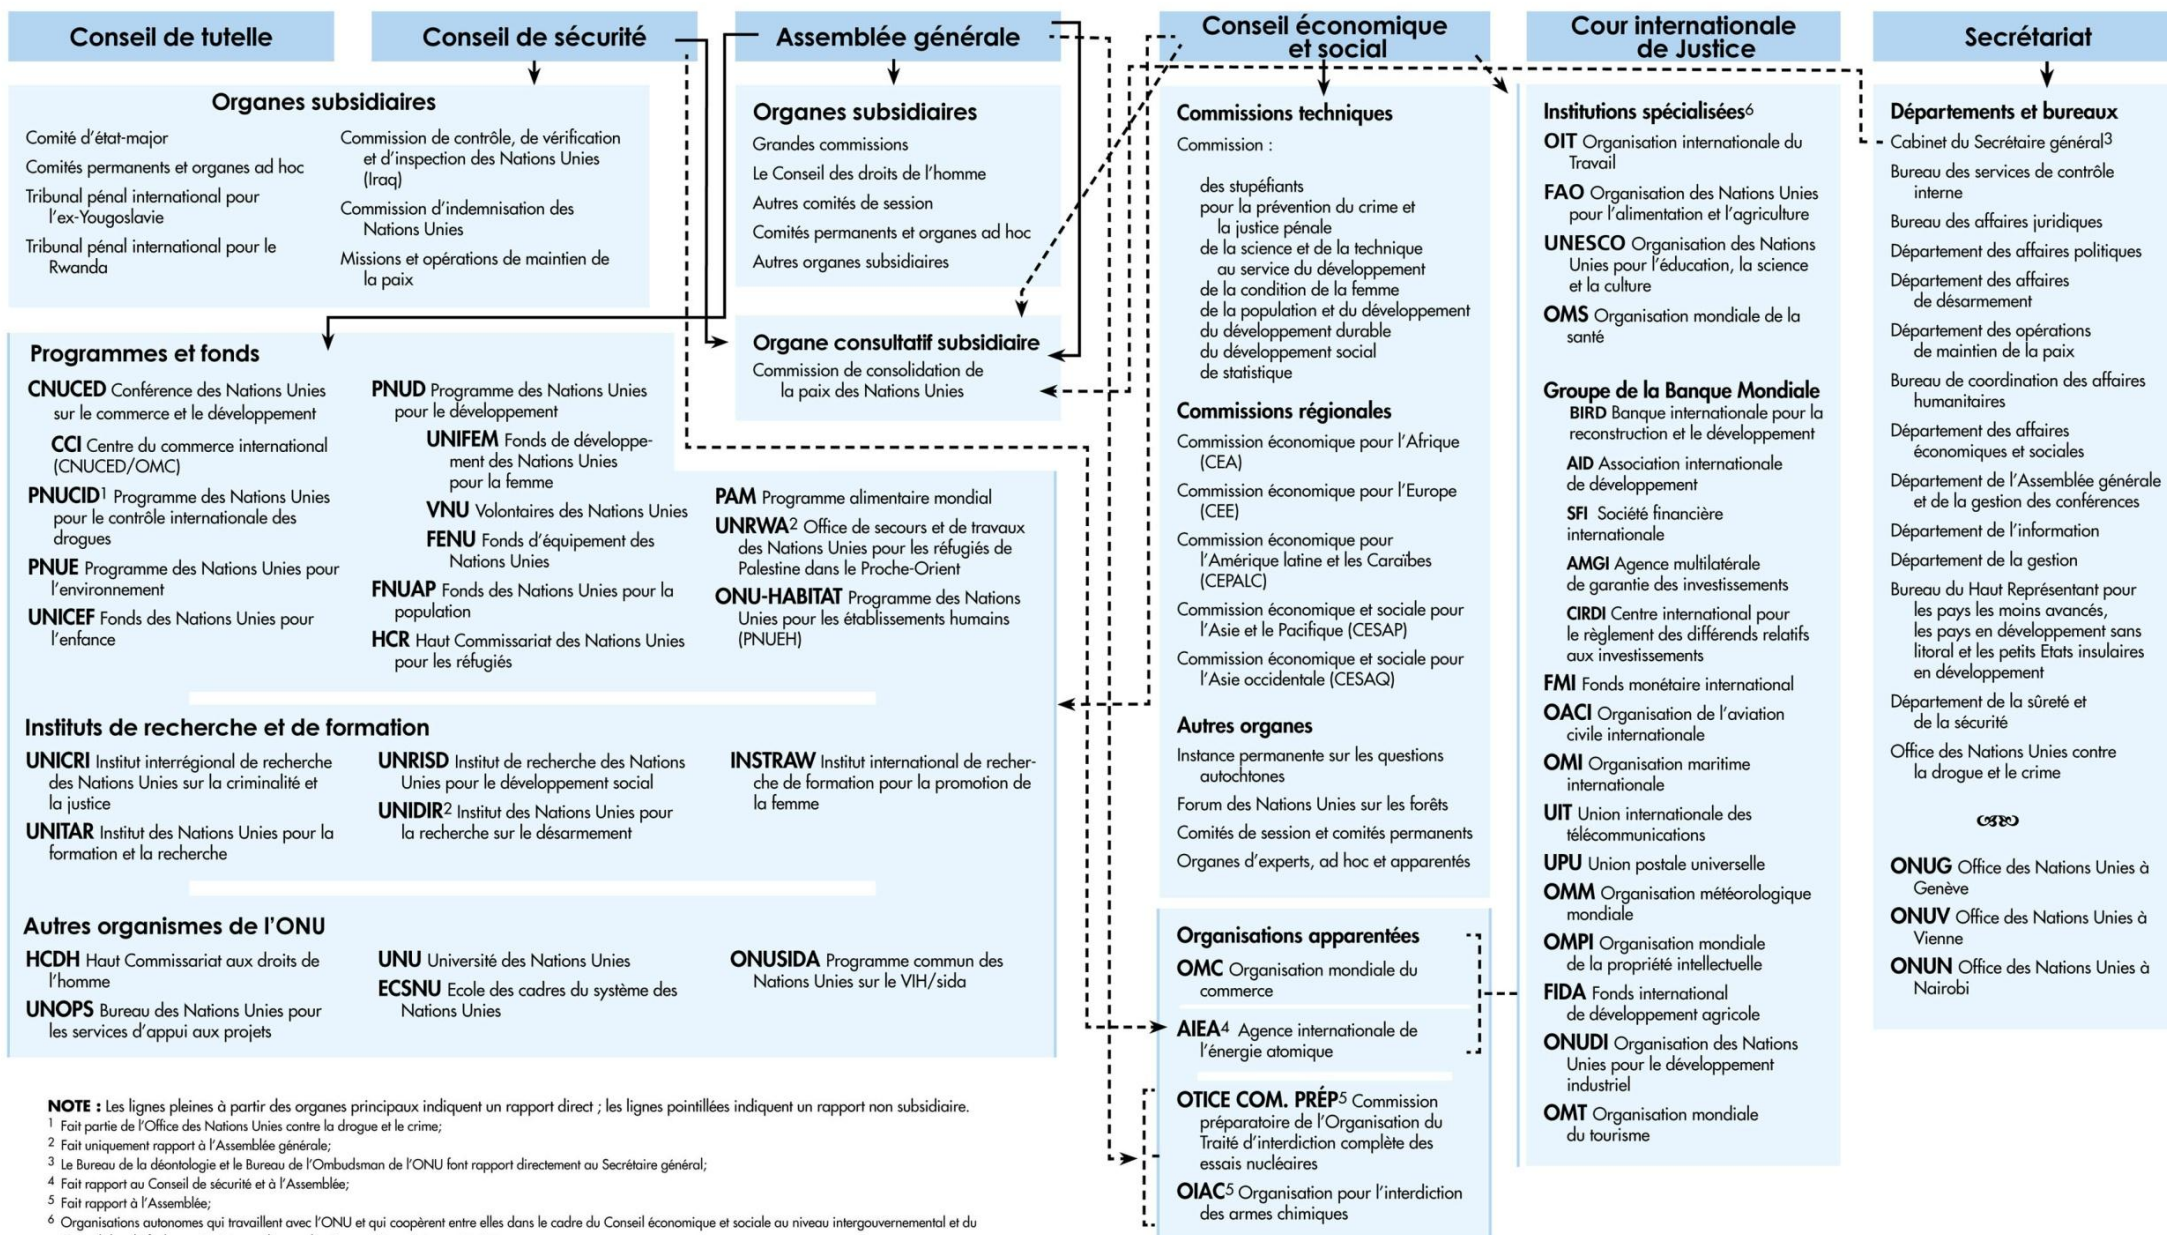 Conseil de tutelle
Conseil de sécurité
Assemblée générale
Conseil économique
et social
Cour internationale
de Justice
Secrétariat
Organes subsidiaires
Comité d'état-major
Comités permanents et organes ad hoc
Tribunal pénal international pour
l'ex-Yougoslavie
Tribunal pénal international pour le
Rwanda
Commission de contrôle, de vérification
et d'inspection des Nations Unies
(Iraq)
Commission d'indemnisation des
Nations Unies
Missions et opérations de maintien de
la paix
Organes subsidiaires
Grandes commissions
Le Conseil des droits de l'homme
Autres comités de session
Comités permanents et organes ad hoc
Autres organes subsidiaires
Organe consultatif subsidiaire
Commission de consolidation de
la paix des Nations Unies
Programmes et fonds
CNUCED Conférence des Nations Unies
sur le commerce et le développement
CCI Centre du commerce international
(CNUCED/OMC)
PNUCID1 Programme des Nations Unies
pour le contrôle internationale des
drogues
PNUE Programme des Nations Unies pour
l'environnement
UNICEF Fonds des Nations Unies pour
l'enfance
PNUD Programme des Nations Unies
pour le développement
UNIFEM Fonds de développe-
ment des Nations Unies
pour la femme
VNU Volontaires des Nations Unies
FENU Fonds d'équipement des
Nations Unies
FNUAP Fonds des Nations Unies pour la
population
HCR Haut Commissariat des Nations Unies
pour les réfugiés
PAM Programme alimentaire mondial
UNRWA2 Office de secours et de travaux
des Nations Unies pour les réfugiés de
Palestine dans le Proche-Orient
ONU-HABITAT Programme des Nations
Unies pour les établissements humains
(PNUEH)
Instituts de recherche et de formation
UNICRI Institut interrégional de recherche
des Nations Unies sur la criminalité et
la justice
UNITAR Institut des Nations Unies pour la
formation et la recherche
UNRISD Institut de recherche des Nations
Unies pour le développement social
UNIDIR2 Institut des Nations Unies pour
la recherche sur le désarmement
INSTRAW Institut international de recher-
che de formation pour la promotion de
la femme
Autres organismes de l'ONU
HCDH Haut Commissariat aux droits de
l'homme
UNOPS Bureau des Nations Unies pour
les services d'appui aux projets
UNU Université des Nations Unies
ECSNU Ecole des cadres du système des
Nations Unies
ONUSIDA Programme commun des
Nations Unies sur le VIH/sida
Commissions techniques
Commission :
des stupéfiants
pour la prévention du crime et
la justice pénale
de la science et de la technique
au service du développement
de la condition de la femme
de la population et du développement
du développement durable
du développement social
de statistique
Commissions régionales
Commission économique pour l'Afrique
(CEA)
Commission économique pour l'Europe
(CEE)
Commission économique pour
l'Amérique latine et les Caraïbes
(CEPALC)
Commission économique et sociale pour
l'Asie et le Pacifique (CESAP)
Commission économique et sociale pour
l'Asie occidentale (CESAQ)
Autres organes
Instance permanente sur les questions
autochtones
Forum des Nations Unies sur les forêts
Comités de session et comités permanents
Organes d'experts, ad hoc et apparentés
Organisations apparentées
OMC Organisation mondiale du
commerce
AIEA4 Agence internationale de
l'énergie atomique
OTICE COM. PRÉP5 Commission
préparatoire de l'Organisation du
Traité d'interdiction complète des
essais nucléaires
OIAC5 Organisation pour l'interdiction
des armes chimiques
Institutions spécialisées6
OIT Organisation internationale du
Travail
FAO Organisation des Nations Unies
pour l'alimentation et l'agriculture
UNESCO Organisation des Nations
Unies pour l'éducation, la science
et la culture
OMS Organisation mondiale de la
santé
Groupe de la Banque Mondiale
BIRD Banque internationale pour la
reconstruction et le développement
AID Association internationale
de développement
SFI Société financière
internationale
AMGI Agence multilatérale
de garantie des investissements
CIRDI Centre international pour
le règlement des différends relatifs
aux investissements
FMI Fonds monétaire international
OACI Organisation de l'aviation
civile internationale
OMI Organisation maritime
internationale
UIT Union internationale des
télécommunications
UPU Union postale universelle
OMM Organisation météorologique
mondiale
OMPI Organisation mondiale
de la propriété intellectuelle
FIDA Fonds international
de développement agricole
ONUDI Organisation des Nations
Unies pour le développement
industriel
OMT Organisation mondiale
du tourisme
Départements et bureaux
Cabinet du Secrétaire général3
Bureau des services de contrôle
interne
Bureau des affaires juridiques
Département des affaires politiques
Département des affaires
de désarmement
Département des opérations
de maintien de la paix
Bureau de coordination des affaires
humanitaires
Département des affaires
économiques et sociales
Département de l'Assemblée générale
et de la gestion des conférences
Département de l'information
Département de la gestion
Bureau du Haut Représentant pour
les pays les moins avancés,
les pays en développement sans
litoral et les petits Etats insulaires
en développement
Département de la sûreté et
de la sécurité
Office des Nations Unies contre
la drogue et le crime
ONUG Office des Nations Unies à
Genève
ONUV Office des Nations Unies à
Vienne
ONUN Office des Nations Unies à
Nairobi
NOTE : Les lignes pleines à partir des organes principaux indiquent un rapport direct ; les lignes pointillées indiquent un rapport non subsidiaire.
1 Fait partie de l'Office des Nations Unies contre la drogue et le crime;
2 Fait uniquement rapport à l'Assemblée générale;
3 Le Bureau de la déontologie et le Bureau de l'Ombudsman de l'ONU font rapport directement au Secrétaire général;
4 Fait rapport au Conseil de sécurité et à l'Assemblée;
5 Fait rapport à l'Assemblée;
6 Organisations autonomes qui travaillent avec l'ONU et qui coopèrent entre elles dans le cadre du Conseil économique et sociale au niveau intergouvernemental et du